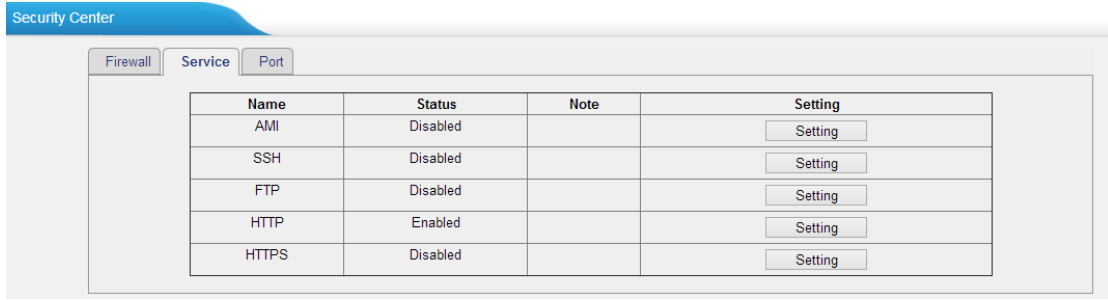 Security Center
Firewall Service Port
Name Status Note Setting
AMI Disabled Setting
SSH Disabled Setting
FTP Disabled Setting
HTTP Enabled Setting
HTTPS Disabled Setting